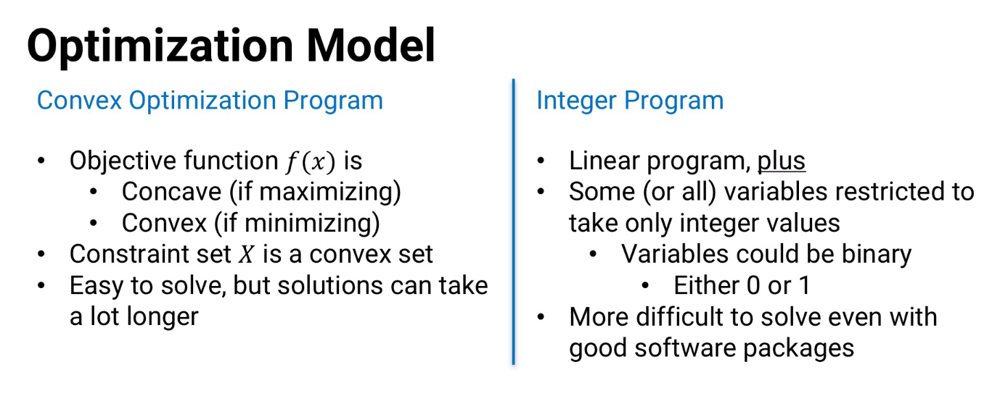 Optimization Model
Convex Optimization Program
• Objective function f(x) is
• Concave (if maximizing)
• Convex (if minimizing)
• Constraint set X is a convex set
• Easy to solve, but solutions can take
a lot longer
Integer Program
• Linear program, plus
• Some (or all) variables restricted to
take only integer values
• Variables could be binary
• Either 0 or 1
• More difficult to solve even with
good software packages